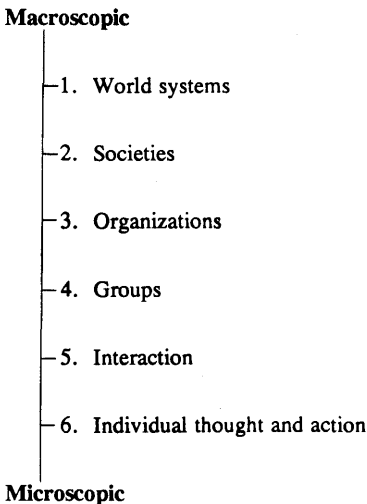 Macroscopic
1. World systems
2. Societies
3. Organizations
4. Groups
5. Interaction
6. Individual thought and action
Microscopic